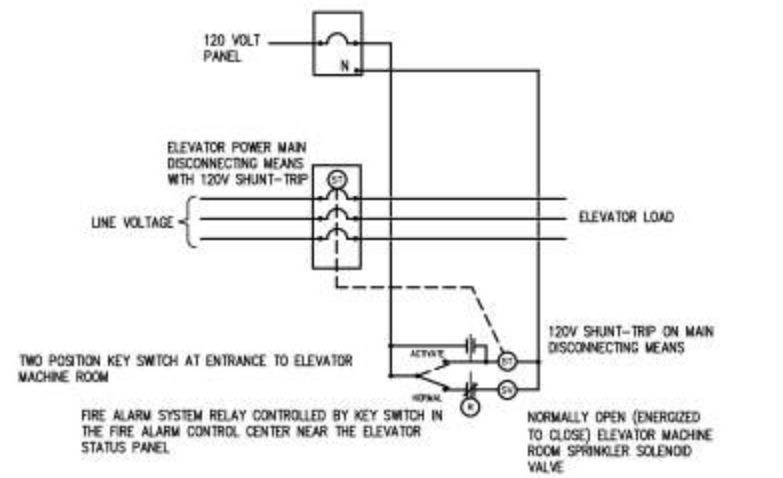 120 VOLT
PANEL
N
ELEVATOR POWER MAIN
DISCONNECTING MEANS
WITH 120V SHUNT-TRIP
ST
LINE VOLTAGE
ELEVATOR LOAD
120V SHUNT-TRIP ON MAIN
DISCONNECTING MEANS
ACTIVATE
ST
TWO POSITION KEY SWITCH AT ENTRANCE TO ELEVATOR
MACHINE ROOM
NORMAL
SV
R
FIRE ALARM SYSTEM RELAY CONTROLLED BY KEY SWITCH IN
THE FIRE ALARM CONTROL CENTER NEAR THE ELEVATOR
STATUS PANEL
NORMALLY OPEN (ENERGIZED
TO CLOSE) ELEVATOR MACHINE
ROOM SPRINKLER SOLENOID
VALVE